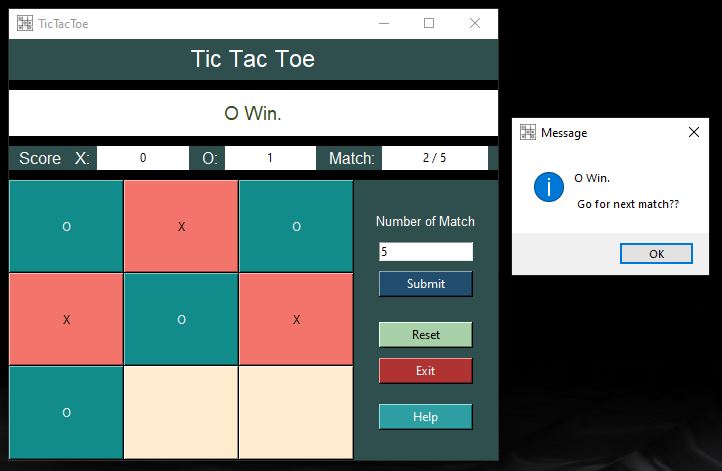 TicTacToe
Tic Tac Toe
O Win.
Score X: 0 O: 1 Match: 2 / 5
O X O
X O X
O
Number of Match
5
Submit
Reset
Exit
Help
Message
i
O Win.
Go for next match??
OK